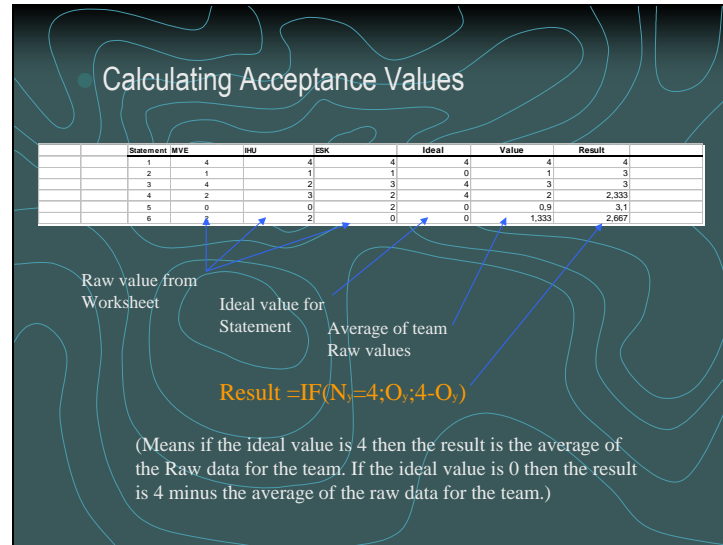 Calculating Acceptance Values
Statement MVE IHU ESK Ideal Value Result
1 4 4 4 4 4 4
2 1 1 1 0 1 3
3 4 2 3 4 3 3
4 2 3 2 4 2 2,333
5 0 0 2 0 0,9 3,1
6 2 2 0 0 1,333 2,667
Raw value from
Worksheet
Ideal value for
Statement
Average of team
Raw values
Result =IF(Ny=4;Oy;4-Oy)
(Means if the ideal value is 4 then the result is the average of
the Raw data for the team. If the ideal value is 0 then the result
is 4 minus the average of the raw data for the team.)